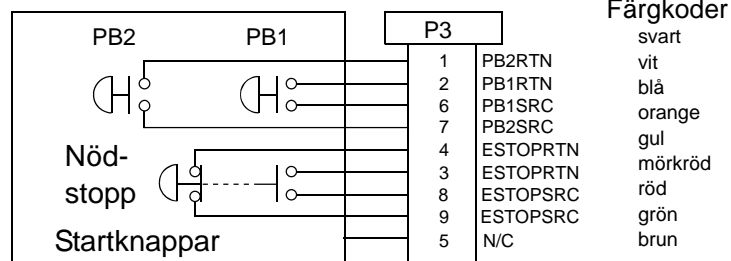 Färgkoder
PB2 PB1 P3
svart
1 PB2RTN vit
2 PB1RTN blå
6 PB1SRC orange
7 PB2SRC gul
4 ESTOPRTN mörkröd
3 ESTOPRTN röd
8 ESTOPSRC grön
9 ESTOPSRC brun
5 N/C
Nöd-
stopp
Startknappar